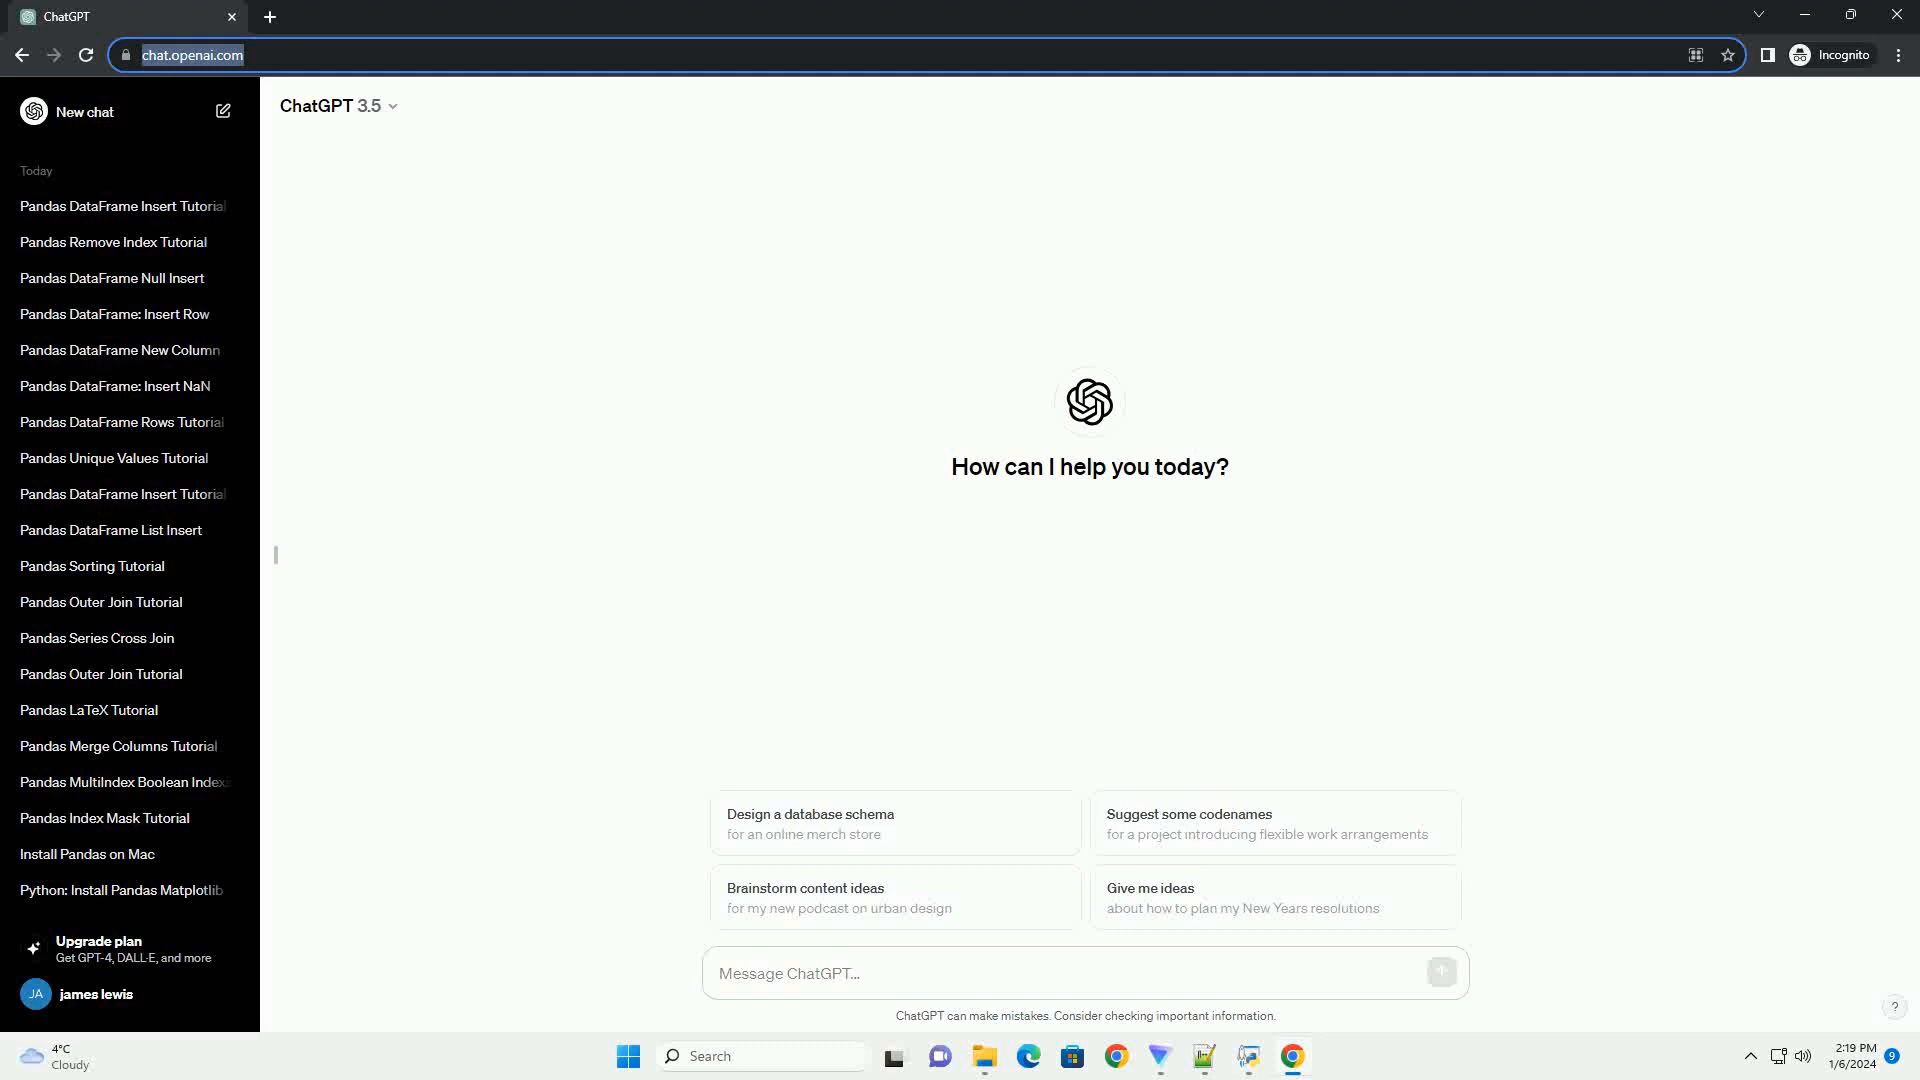 ChatGPT
chat.openai.com
Incognito
New chat
ChatGPT 3.5
Today
Pandas DataFrame Insert Tutorial
Pandas Remove Index Tutorial
Pandas DataFrame Null Insert
Pandas DataFrame: Insert Row
Pandas DataFrame New Column
Pandas DataFrame: Insert NaN
Pandas DataFrame Rows Tutorial
Pandas Unique Values Tutorial
Pandas DataFrame Insert Tutorial
Pandas DataFrame List Insert
Pandas Sorting Tutorial
Pandas Outer Join Tutorial
Pandas Series Cross Join
Pandas Outer Join Tutorial
Pandas LaTeX Tutorial
Pandas Merge Columns Tutorial
Pandas MultiIndex Boolean Index
Pandas Index Mask Tutorial
Install Pandas on Mac
Python: Install Pandas Matplotlib
Upgrade plan
Get GPT-4, DALL·E, and more
JA
james lewis
How can I help you today?
Design a database schema
for an online merch store
Suggest some codenames
for a project introducing flexible work arrangements
Brainstorm content ideas
for my new podcast on urban design
Give me ideas
about how to plan my New Years resolutions
Message ChatGPT...
ChatGPT can make mistakes. Consider checking important information.
?
4°C
Cloudy
Search
2:19 PM
1/6/2024
9